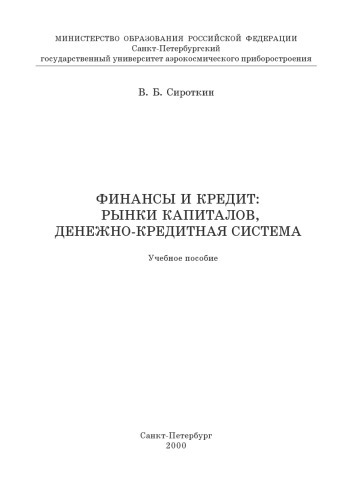 МИНИСТЕРСТВО ОБРАЗОВАНИЯ РОССИЙСКОЙ ФЕДЕРАЦИИ
Санкт-Петербургский
государственный университет аэрокосмического приборостроения
В. Б. Сироткин
ФИНАНСЫ И КРЕДИТ:
РЫНКИ КАПИТАЛОВ,
ДЕНЕЖНО-КРЕДИТНАЯ СИСТЕМА
Учебное пособие
Санкт-Петербург
2000